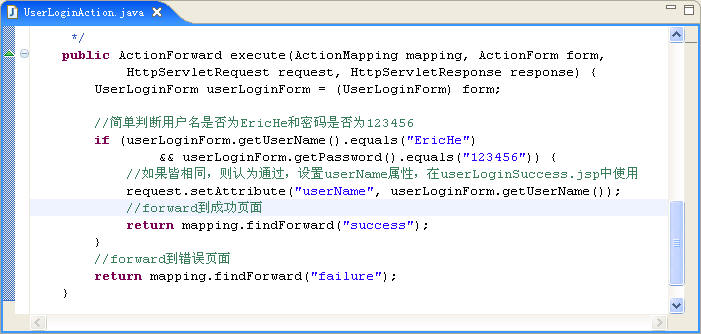 UserLoginAction.java
*/
public ActionForward execute(ActionMapping mapping, ActionForm form,
HttpServletRequest request, HttpServletResponse response) {
UserLoginForm userLoginForm = (UserLoginForm) form;
//简单判断用户名是否为EricHe和密码是否为123456
if (userLoginForm.getUserName().equals("EricHe")
&& userLoginForm.getPassword().equals("123456")) {
//如果皆相同，则认为通过，设置userName属性，在userLoginSuccess.jsp中使用
request.setAttribute("userName", userLoginForm.getUserName());
//forward到成功页面
return mapping.findForward("success");
}
//forward到错误页面
return mapping.findForward("failure");
}